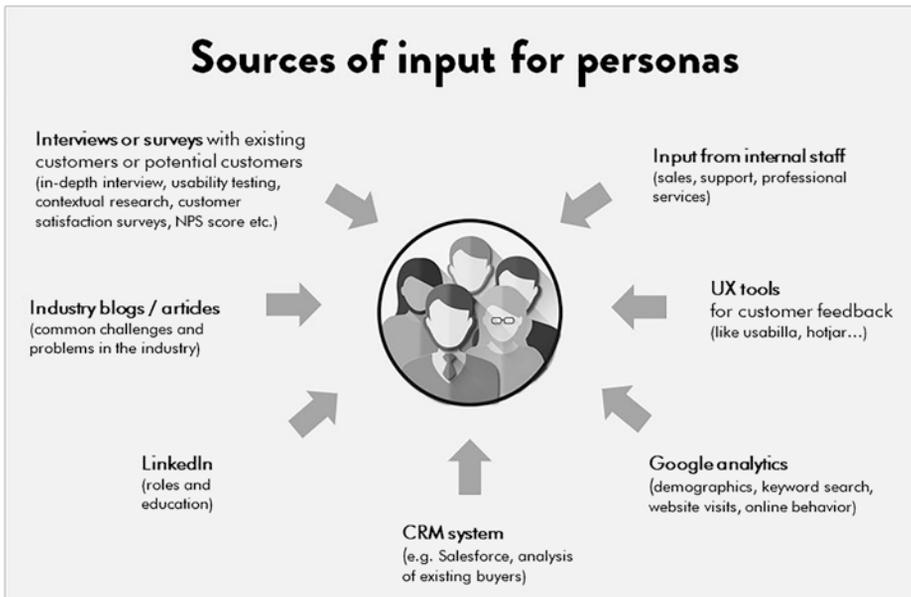 Sources of input for personas
Interviews or surveys with existing
customers or potential customers
(in-depth interview, usability testing,
contextual research, customer
satisfaction surveys, NPS score etc.)
Input from internal staff
(sales, support, professional
services)
Industry blogs / articles
(common challenges and
problems in the industry)
UX tools
for customer feedback
(like usabilla, hotjar...)
LinkedIn
(roles and
education)
Google analytics
(demographics, keyword search,
website visits, online behavior)
CRM system
(e.g. Salesforce, analysis
of existing buyers)